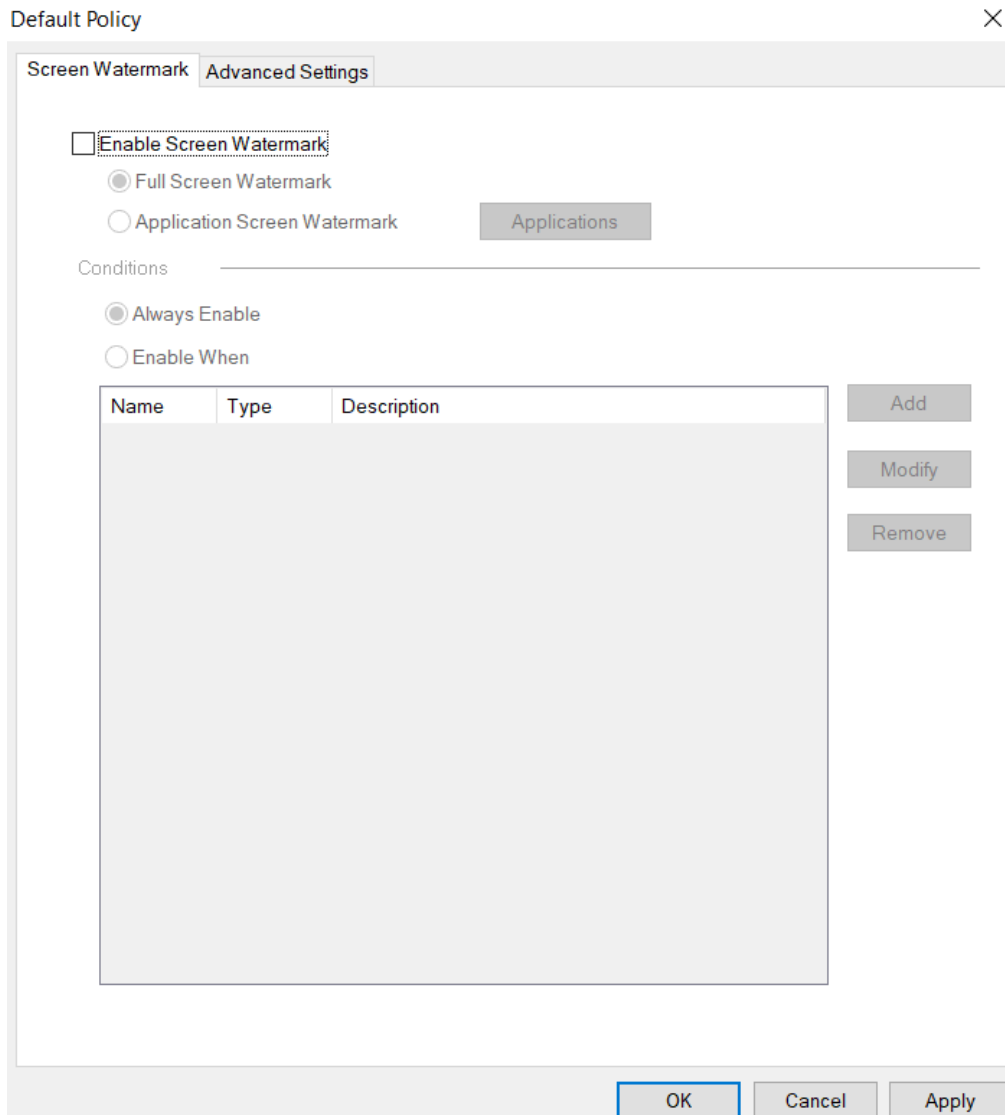 Default Policy
Screen Watermark Advanced Settings
Enable Screen Watermark
Full Screen Watermark
Application Screen Watermark Applications
Conditions
Always Enable
Enable When
Name Type Description Add
Modify
Remove
OK Cancel Apply